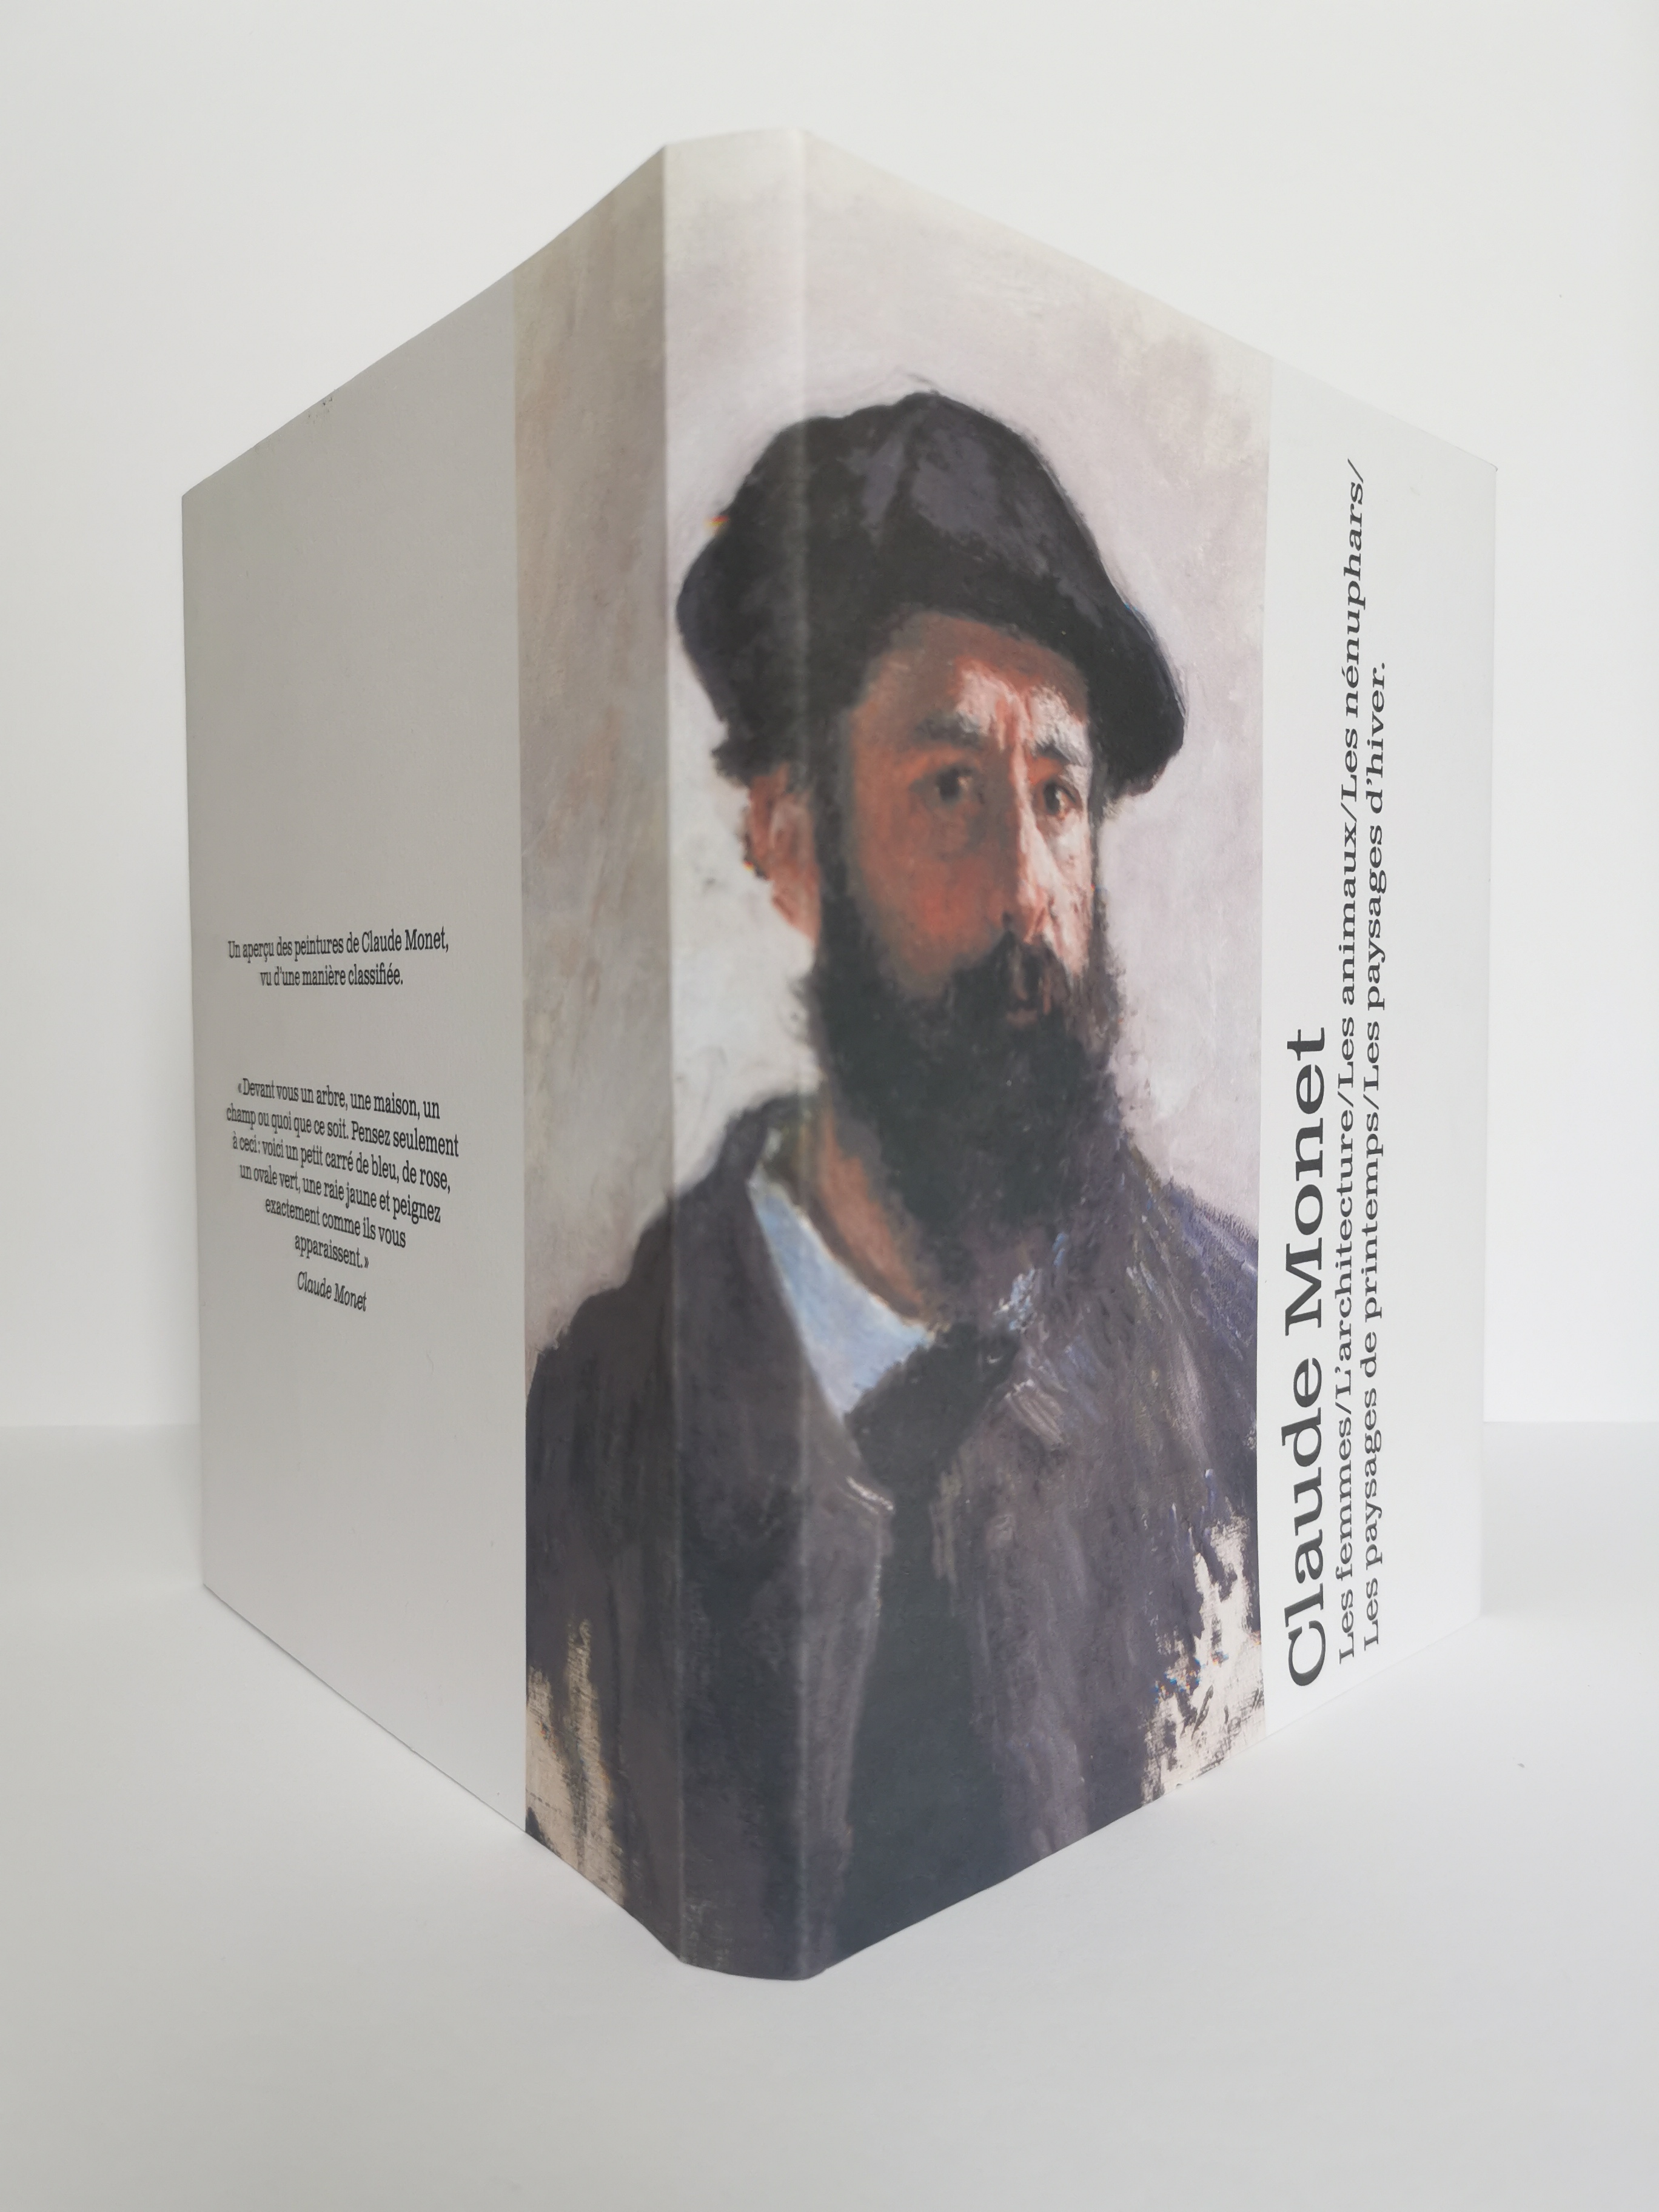 Un aperçu des peintures de Claude Monet,
vu d'une manière classifiée.
«Devant vous un arbre, une maison, un
champ ou quoi que ce soit. Pensez seulement
à ceci: voici un petit carré de bleu, de rose,
un ovale vert, une raie jaune et peignez
exactement comme ils vous
apparaissent.»
Claude Monet
Claude Monet
Les femmes/L'architecture/Les animaux/Les nénuphars/
Les paysages de printemps/Les paysages d'hiver.